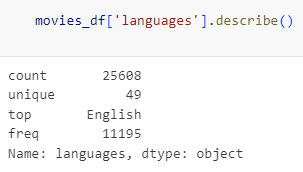 movies_df['languages'].describe()
count 25608
unique 49
top English
freq 11195
Name: languages, dtype: object